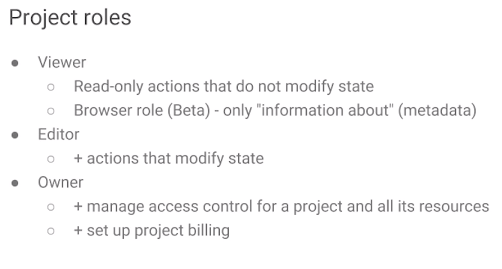 Project roles
● Viewer
○ Read-only actions that do not modify state
○ Browser role (Beta) - only "information about" (metadata)
● Editor
○ + actions that modify state
● Owner
○ + manage access control for a project and all its resources
○ + set up project billing